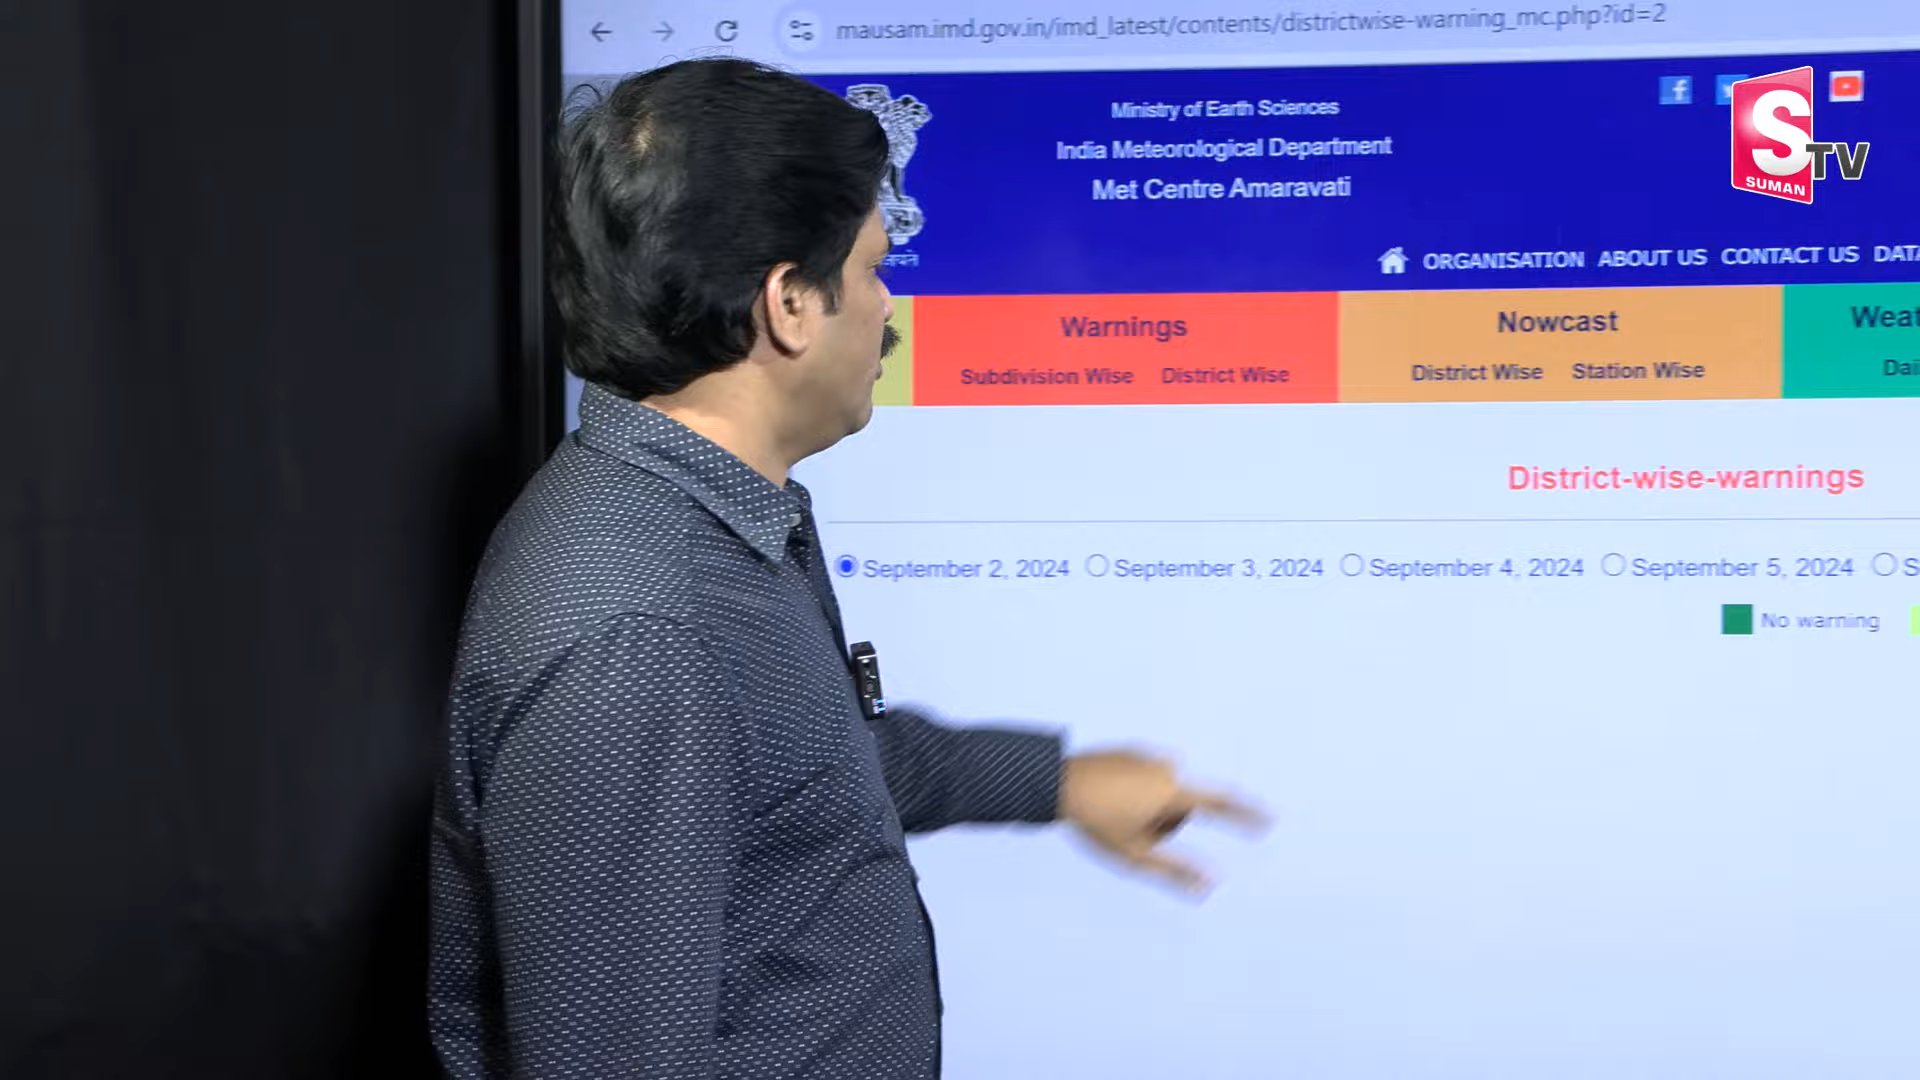 mausam.imd.gov.in/imd_latest/contents/districtwise-warning_mc.php?id=2
Ministry of Earth Sciences
India Meteorological Department
Met Centre Amaravati
S TV
SUMAN
ORGANISATION ABOUT US CONTACT US DATA
Warnings
Subdivision Wise District Wise
Nowcast
District Wise Station Wise
District-wise-warnings
September 2, 2024 September 3, 2024 September 4, 2024 September 5, 2024
No warning